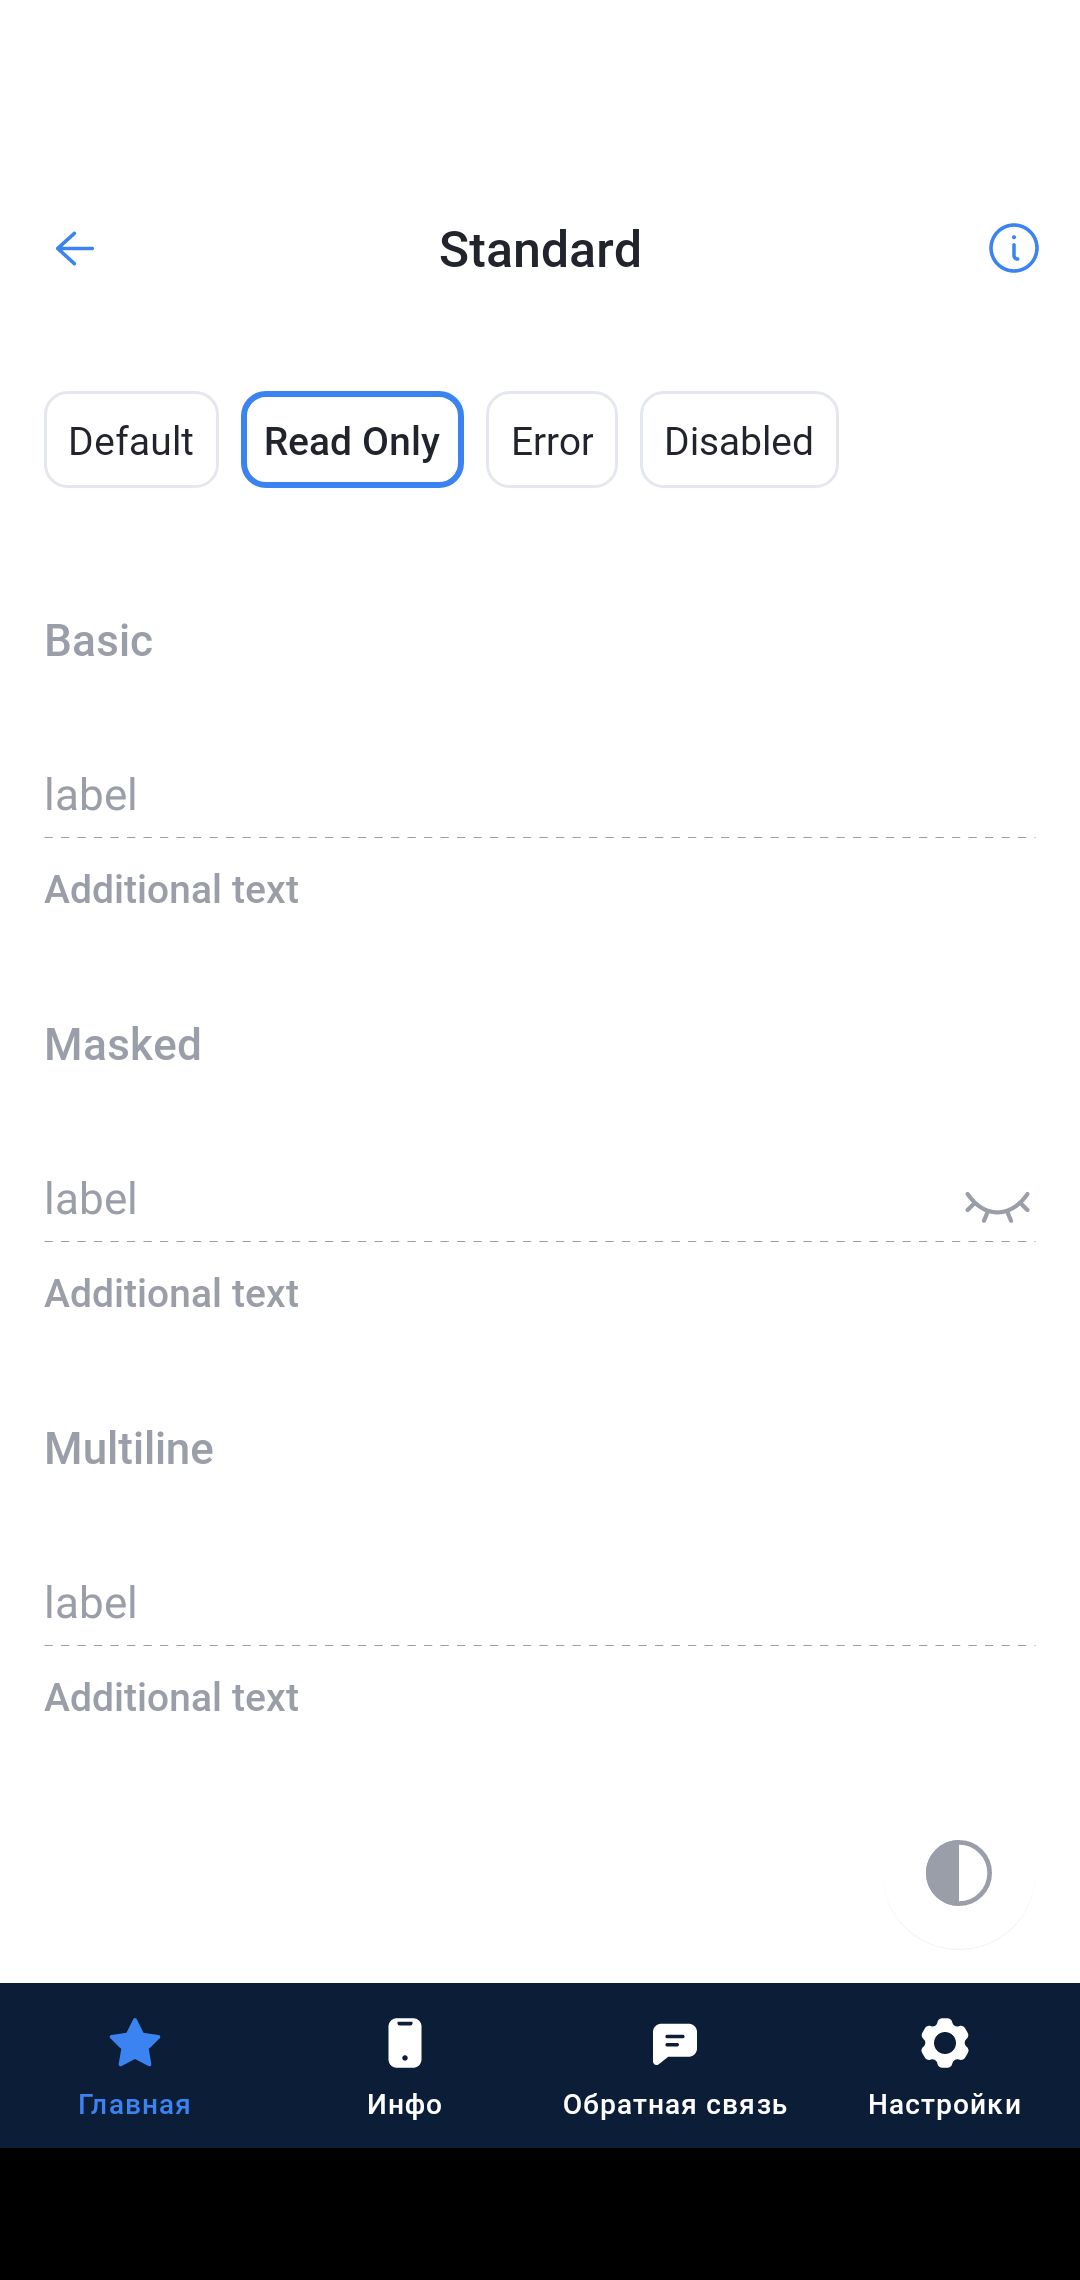 Standard
Default Read Only Error Disabled
Basic
label
Additional text
Masked
label
Additional text
Multiline
label
Additional text
Главная Инфо Обратная связь Настройки